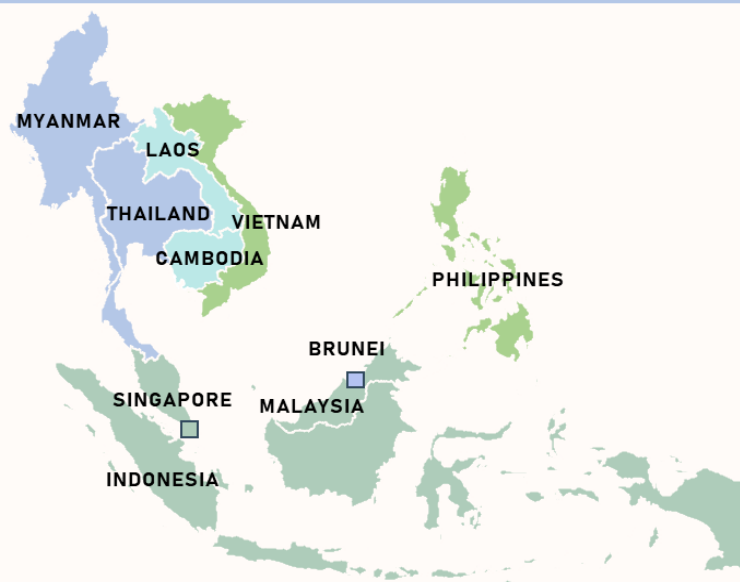 MYANMAR
LAOS
THAILAND
VIETNAM
CAMBODIA
PHILIPPINES
BRUNEI
SINGAPORE
MALAYSIA
INDONESIA